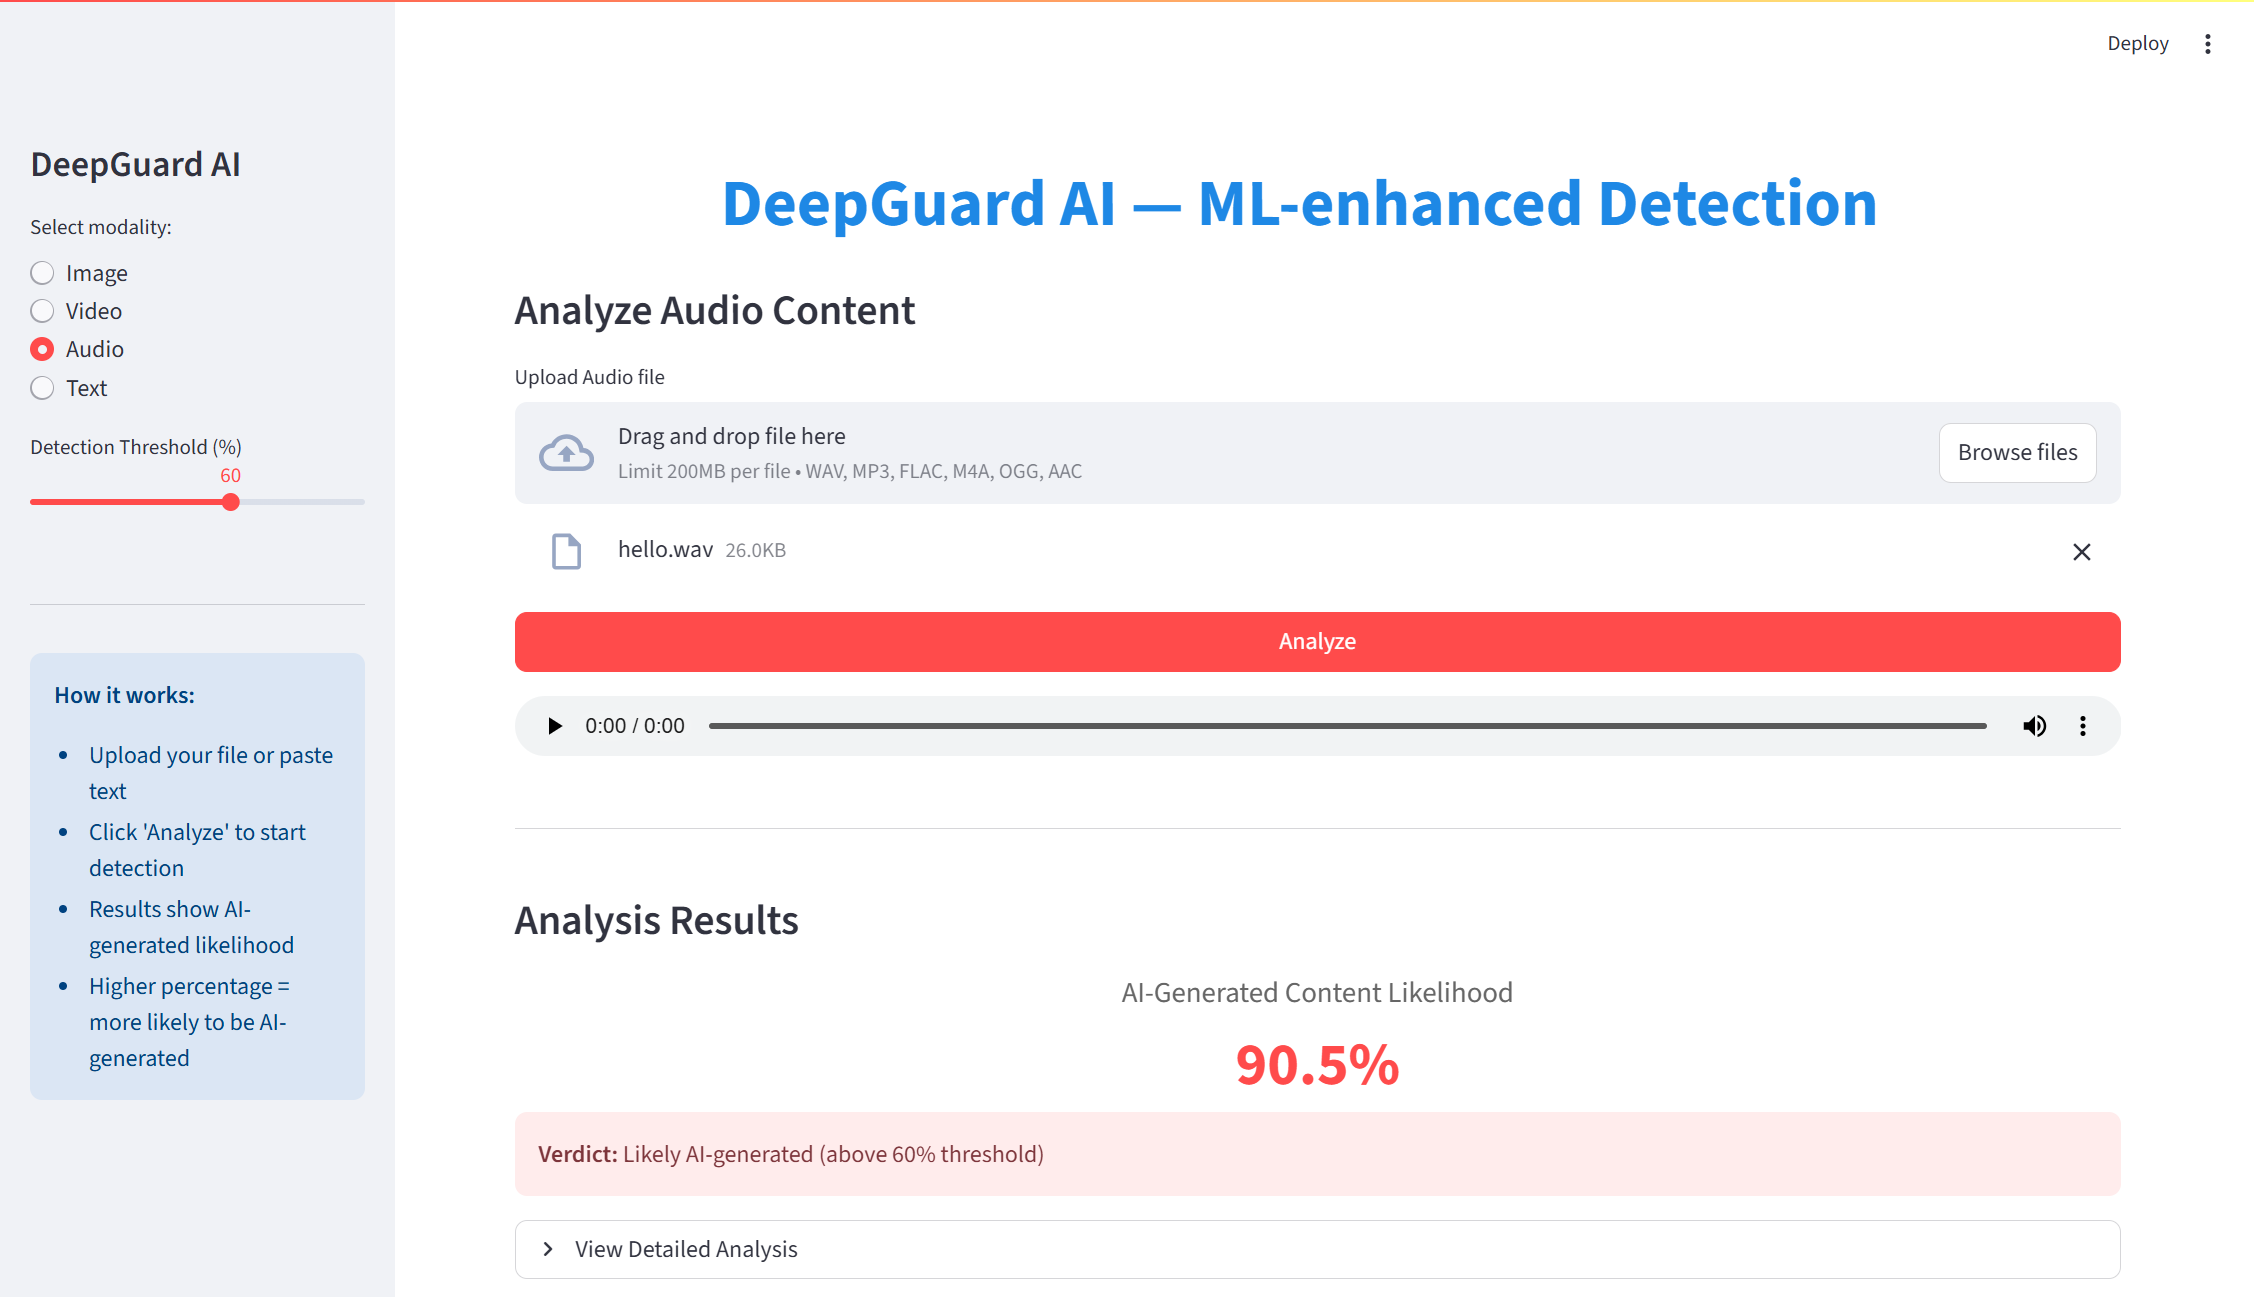 Deploy
DeepGuard AI
Select modality:
Image
Video
Audio
Text
Detection Threshold (%)
60
How it works:
Upload your file or paste
text
Click 'Analyze' to start
detection
Results show AI-
generated likelihood
Higher percentage =
more likely to be AI-
generated
DeepGuard AI — ML-enhanced Detection
Analyze Audio Content
Upload Audio file
Drag and drop file here
Limit 200MB per file • WAV, MP3, FLAC, M4A, OGG, AAC
Browse files
hello.wav 26.0KB
Analyze
0:00 / 0:00
Analysis Results
AI-Generated Content Likelihood
90.5%
Verdict: Likely AI-generated (above 60% threshold)
View Detailed Analysis